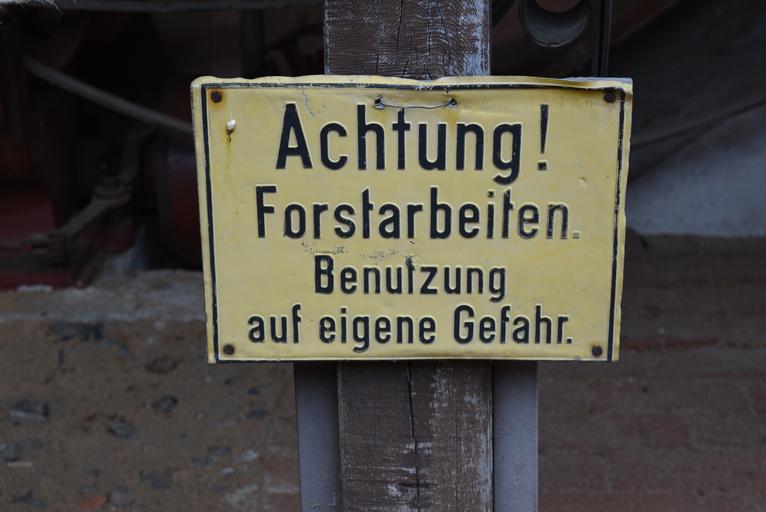 Achtung!
Forstarbeiten.
Benutzung
auf eigene Gefahr.